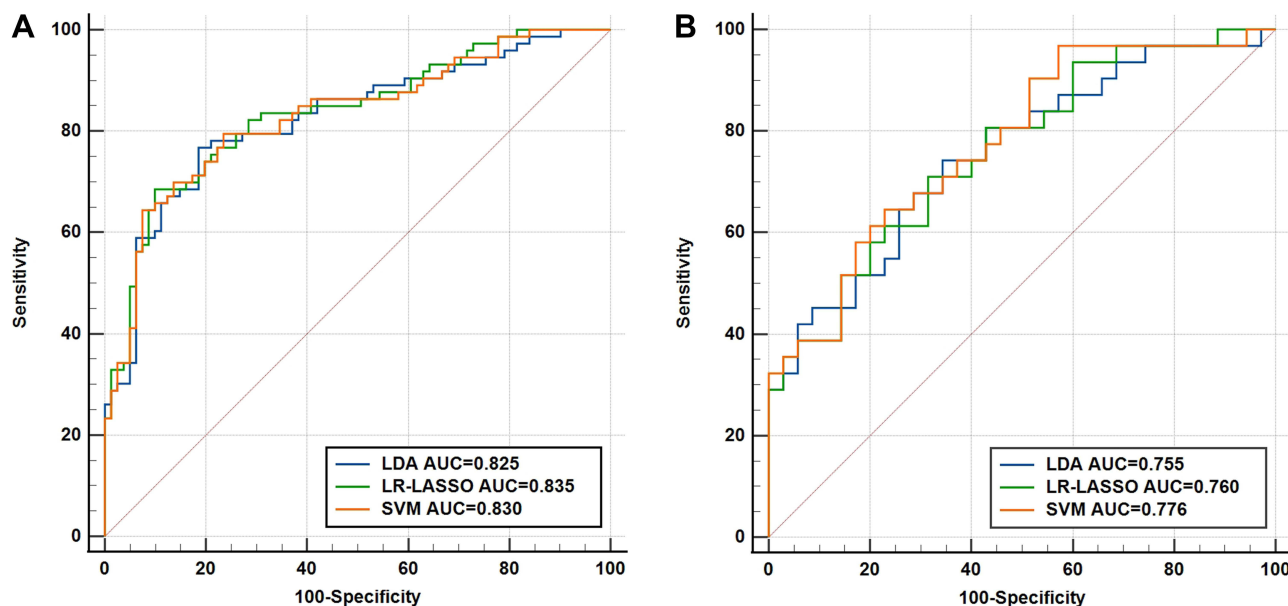 A
Sensitivity
100
80
60
40
20
0
0 20 40 60 80 100
100-Specificity
LDA AUC=0.825
LR-LASSO AUC=0.835
SVM AUC=0.830
B
Sensitivity
100
80
60
40
20
0
0 20 40 60 80 100
100-Specificity
LDA AUC=0.755
LR-LASSO AUC=0.760
SVM AUC=0.776